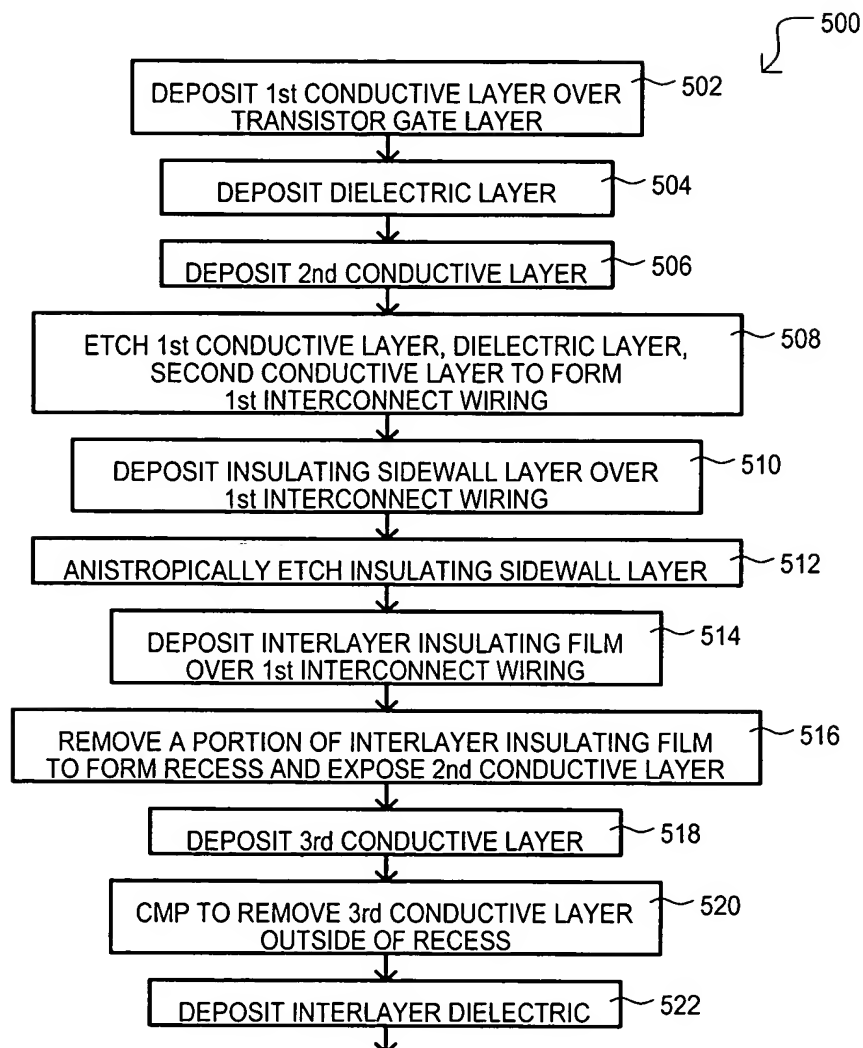 500
DEPOSIT 1st CONDUCTIVE LAYER OVER
TRANSISTOR GATE LAYER
502
DEPOSIT DIELECTRIC LAYER
504
DEPOSIT 2nd CONDUCTIVE LAYER
506
ETCH 1st CONDUCTIVE LAYER, DIELECTRIC LAYER,
SECOND CONDUCTIVE LAYER TO FORM
1st INTERCONNECT WIRING
508
DEPOSIT INSULATING SIDEWALL LAYER OVER
1st INTERCONNECT WIRING
510
ANISTROPICALLY ETCH INSULATING SIDEWALL LAYER
512
DEPOSIT INTERLAYER INSULATING FILM
OVER 1st INTERCONNECT WIRING
514
REMOVE A PORTION OF INTERLAYER INSULATING FILM
TO FORM RECESS AND EXPOSE 2nd CONDUCTIVE LAYER
516
DEPOSIT 3rd CONDUCTIVE LAYER
518
CMP TO REMOVE 3rd CONDUCTIVE LAYER
OUTSIDE OF RECESS
520
DEPOSIT INTERLAYER DIELECTRIC
522